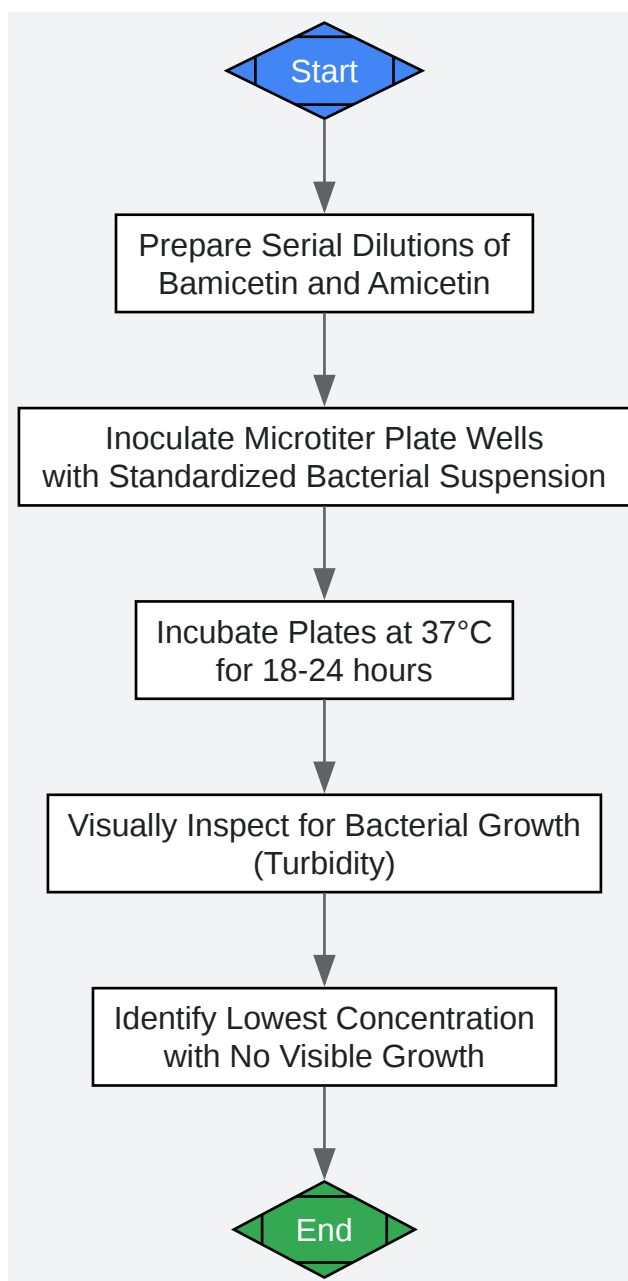 Start
Prepare Serial Dilutions of
Bamicetin and Amicetin
Inoculate Microtiter Plate Wells
with Standardized Bacterial Suspension
Incubate Plates at 37°C
for 18-24 hours
Visually Inspect for Bacterial Growth
(Turbidity)
Identify Lowest Concentration
with No Visible Growth
End